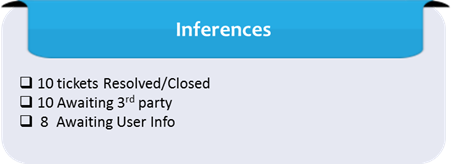 Inferences
❑ 10 tickets Resolved/Closed
❑ 10 Awaiting 3rd party
❑ 8 Awaiting User Info